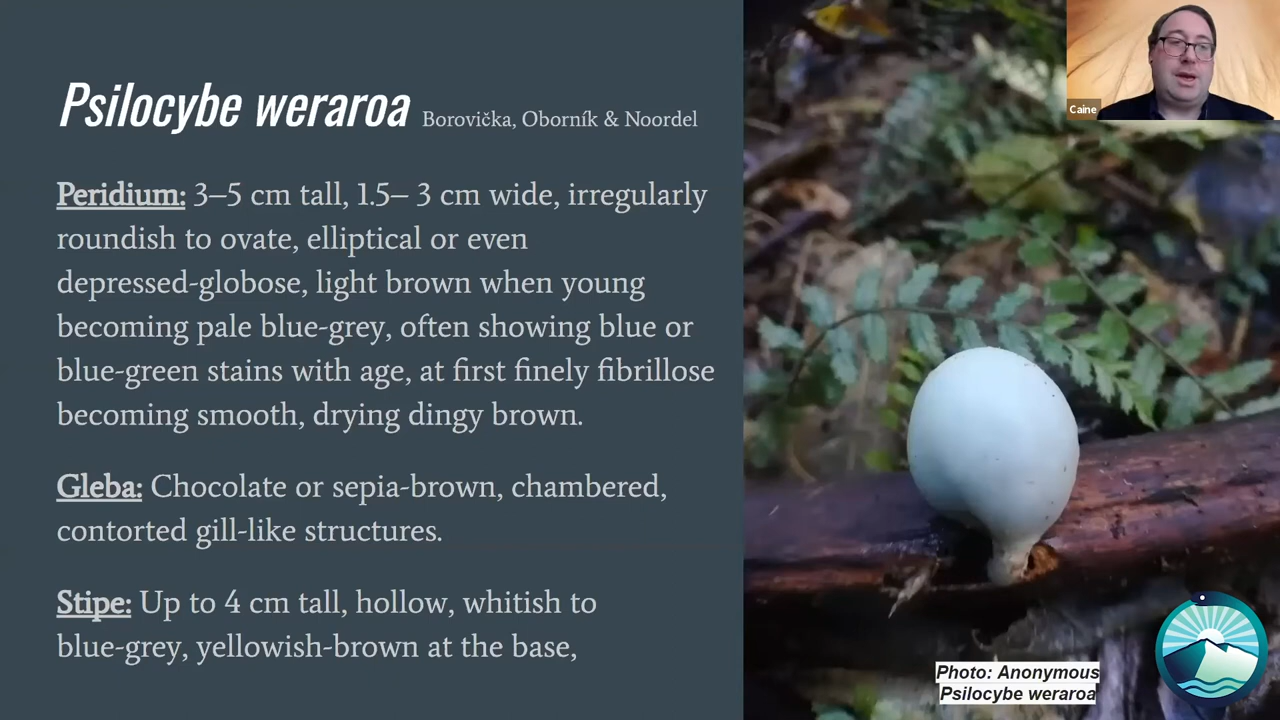 Psilocybe weraroa Borovička, Oborník & Noordel
Peridium: 3–5 cm tall, 1.5– 3 cm wide, irregularly
roundish to ovate, elliptical or even
depressed-globose, light brown when young
becoming pale blue-grey, often showing blue or
blue-green stains with age, at first finely fibrillose
becoming smooth, drying dingy brown.
Gleba: Chocolate or sepia-brown, chambered,
contorted gill-like structures.
Stipe: Up to 4 cm tall, hollow, whitish to
blue-grey, yellowish-brown at the base,
Caine
Photo: Anonymous
Psilocybe weraroa